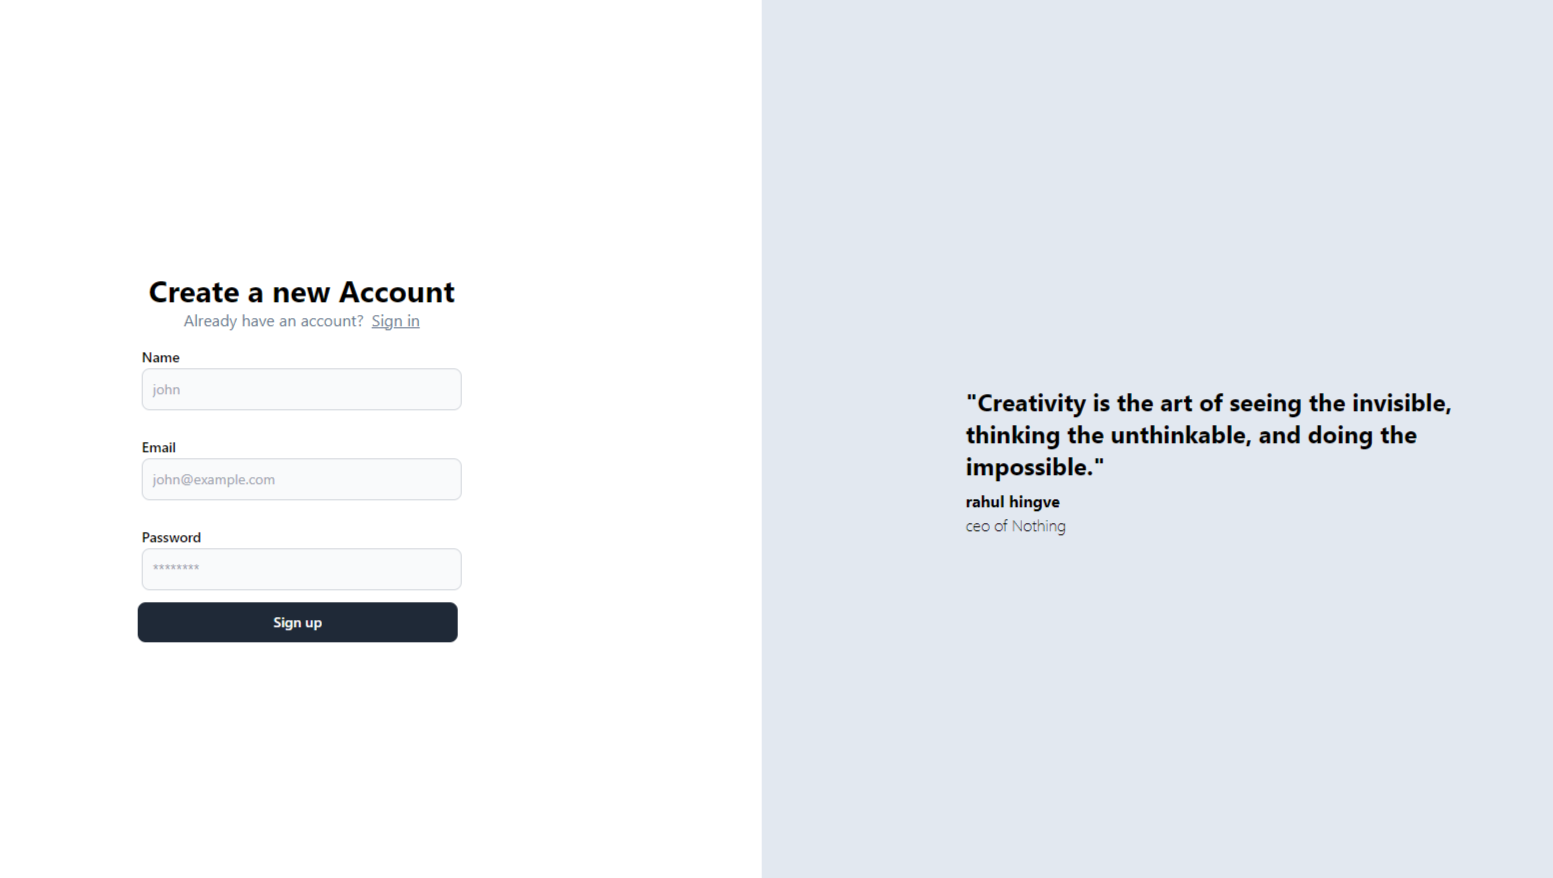 Create a new Account
Already have an account? Sign in
Name
john
Email
john@example.com
Password
********
Sign up
"Creativity is the art of seeing the invisible,
thinking the unthinkable, and doing the
impossible."
rahul hingve
ceo of Nothing